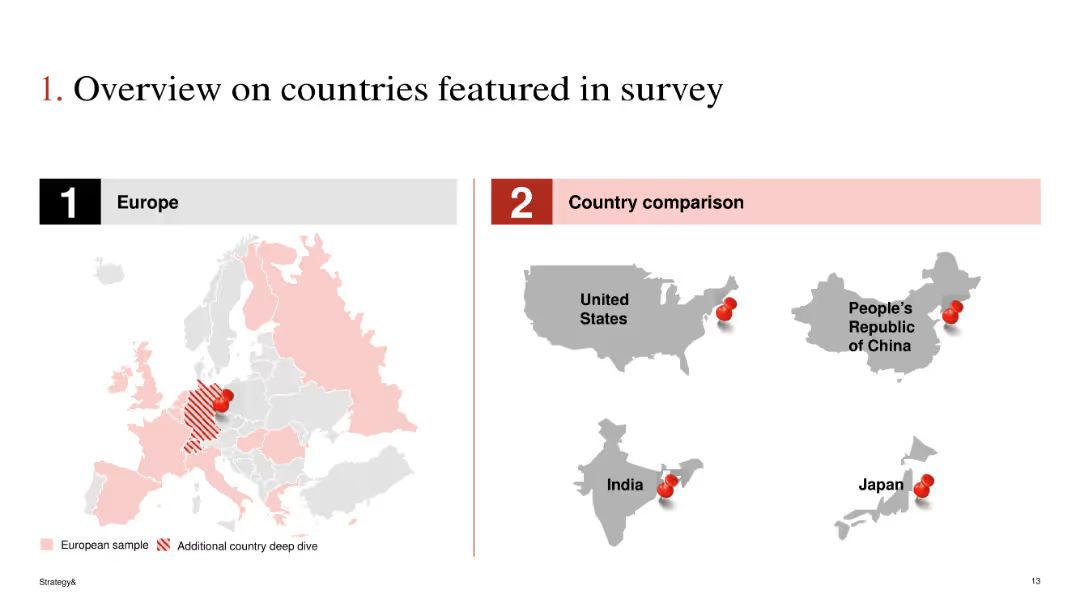 1. Overview on countries featured in survey
1
Europe
2
Country comparison
United
States
People's
Republic
of China
India
Japan
European sample
Additional country deep dive
Strategy&
13